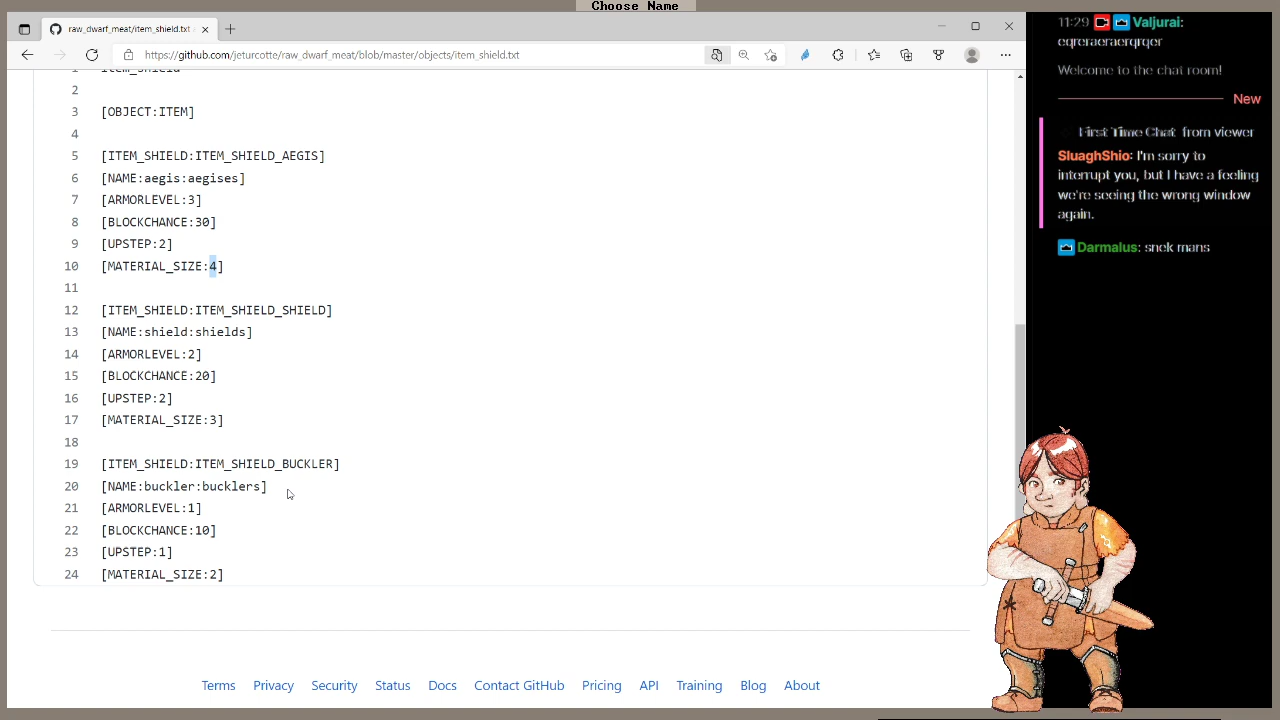 Choose Name
raw_dwarf_meat/item_shield.txt
https://github.com/jeturcotte/raw_dwarf_meat/blob/master/objects/item_shield.txt
1 item_shield
2
3 [OBJECT:ITEM]
4
5 [ITEM_SHIELD:ITEM_SHIELD_AEGIS]
6 [NAME:aegis:aegises]
7 [ARMORLEVEL:3]
8 [BLOCKCHANCE:30]
9 [UPSTEP:2]
10 [MATERIAL_SIZE:4]
11
12 [ITEM_SHIELD:ITEM_SHIELD_SHIELD]
13 [NAME:shield:shields]
14 [ARMORLEVEL:2]
15 [BLOCKCHANCE:20]
16 [UPSTEP:2]
17 [MATERIAL_SIZE:3]
18
19 [ITEM_SHIELD:ITEM_SHIELD_BUCKLER]
20 [NAME:buckler:bucklers]
21 [ARMORLEVEL:1]
22 [BLOCKCHANCE:10]
23 [UPSTEP:1]
24 [MATERIAL_SIZE:2]
Terms Privacy Security Status Docs Contact GitHub Pricing API Training Blog About
11:29 Valjurai:
eqreraeraerqrqer
Welcome to the chat room!
New
First Time Chat from viewer
SluaghShio: I'm sorry to
interrupt you, but I have a feeling
we're seeing the wrong window
again.
Darmalus: snek mans